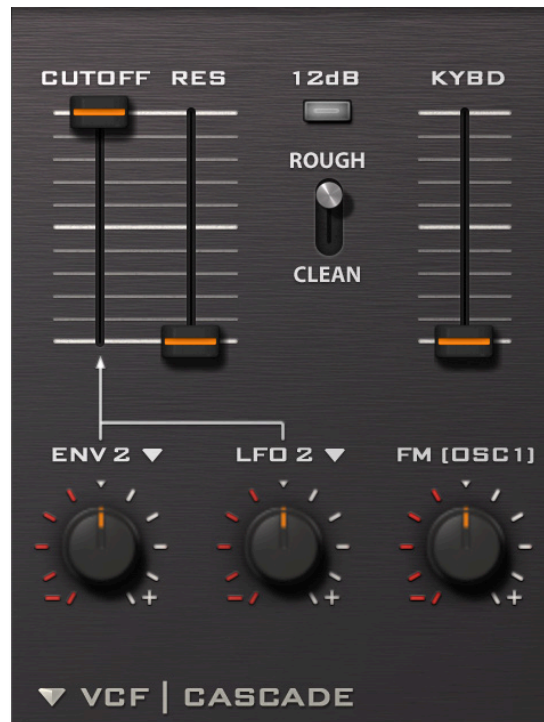 CUTOFF RES 12dB KYBD
ROUGH
CLEAN
ENV 2 ▼ LFO 2 ▼ FM (OSC1)
- + - + - +
▼ VCF | CASCADE